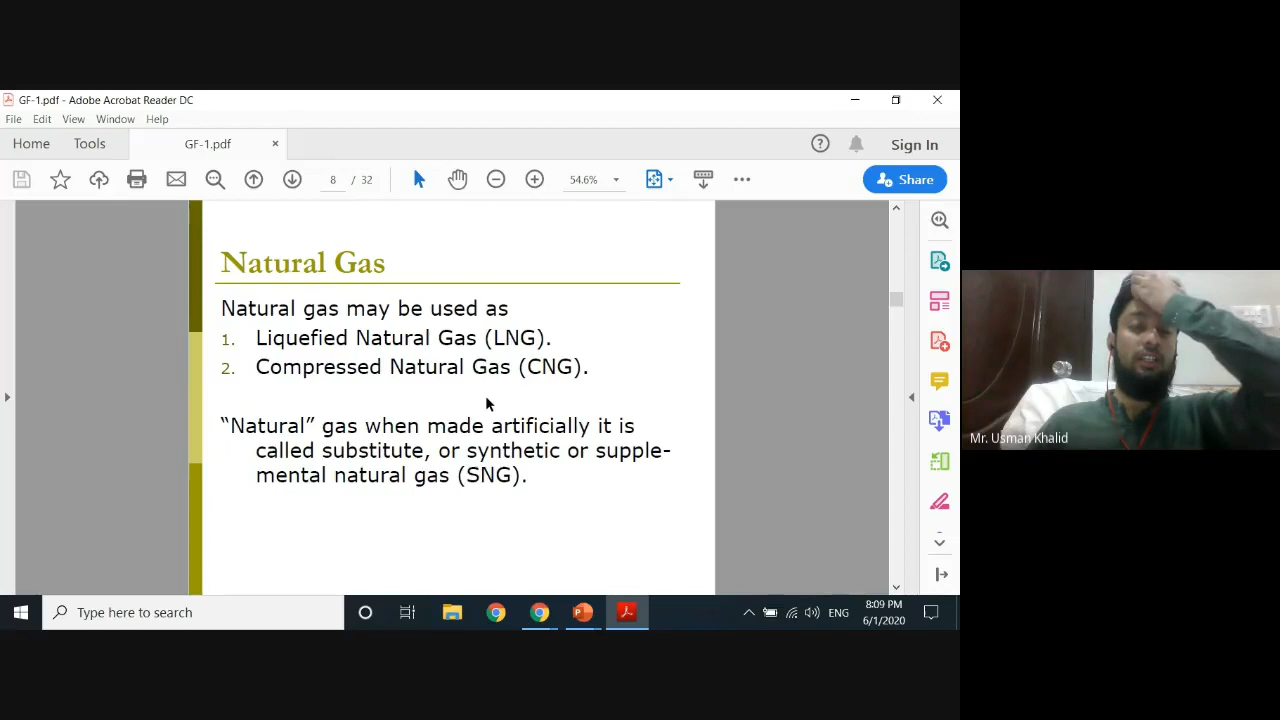 GF-1.pdf - Adobe Acrobat Reader DC
File Edit View Window Help
Home Tools GF-1.pdf × Sign In
8 / 32 54.6% Share
Natural Gas
Natural gas may be used as
1. Liquefied Natural Gas (LNG).
2. Compressed Natural Gas (CNG).
“Natural” gas when made artificially it is
called substitute, or synthetic or supple-
mental natural gas (SNG).
Mr. Usman Khalid
Type here to search
ENG
8:09 PM
6/1/2020